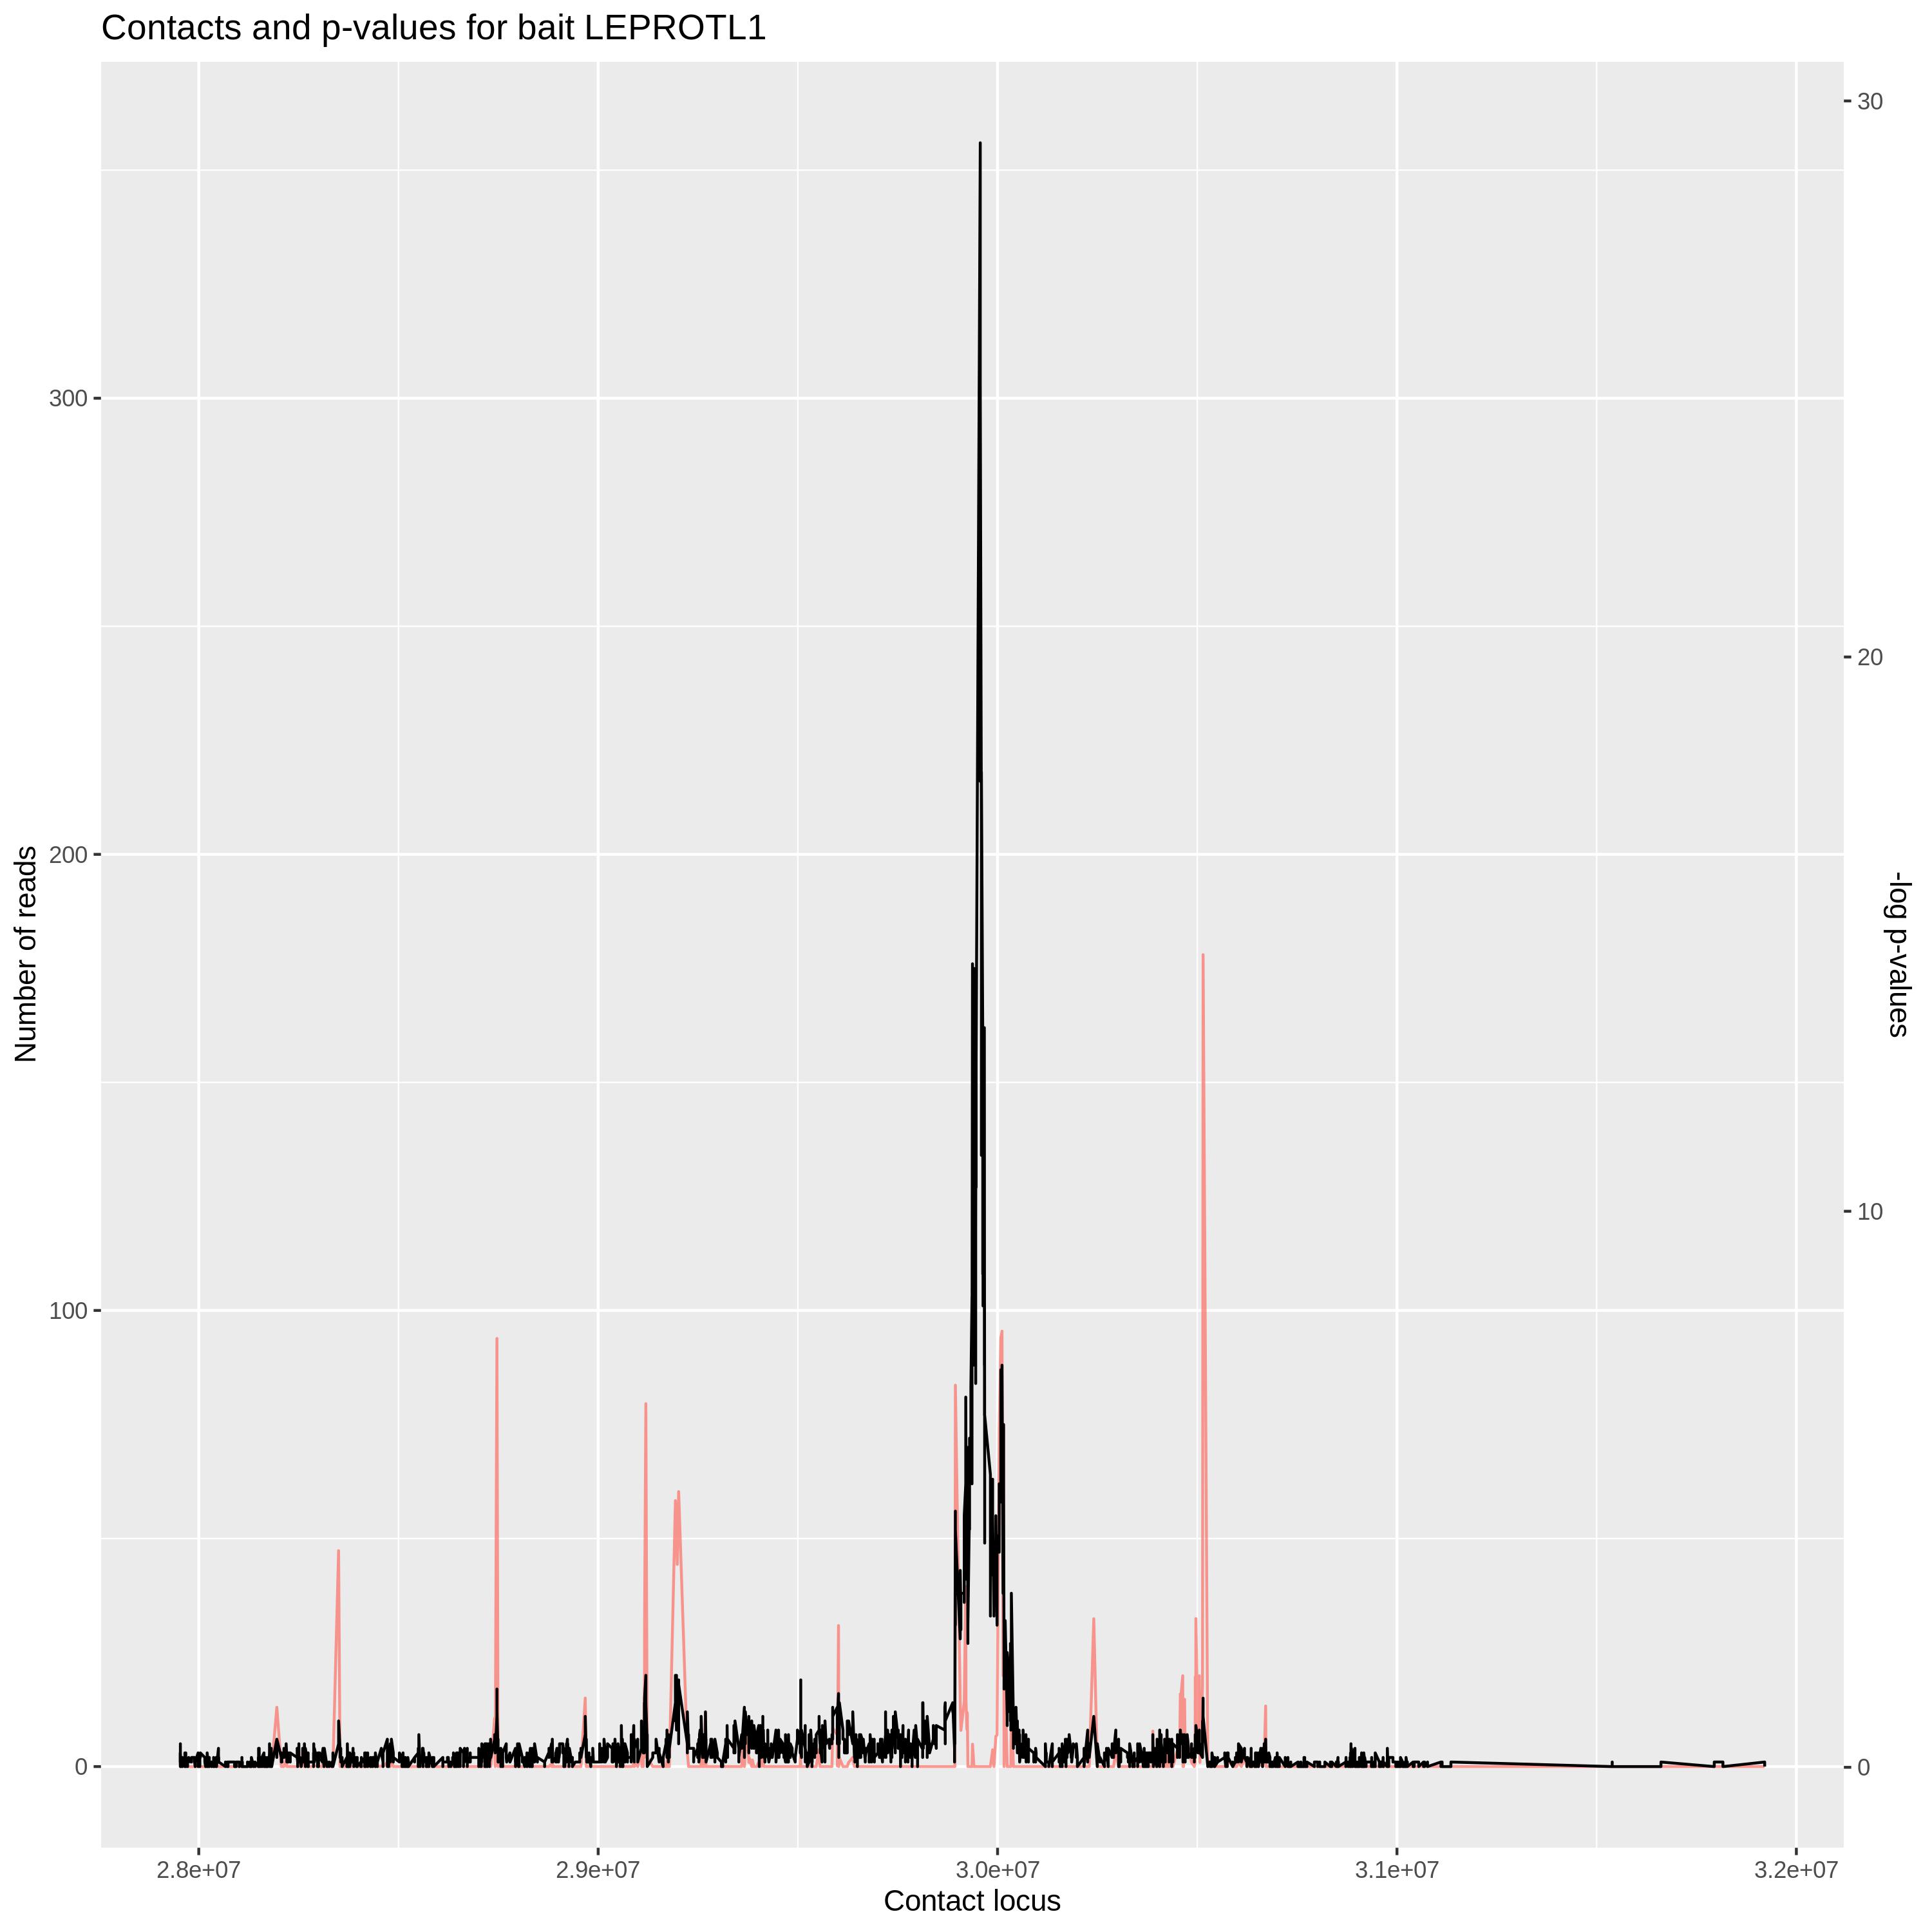 Contacts and p-values for bait LEPROTL1
30
300
20
200
Number of reads
-log p-values
10
100
0
0
2.8e+07 2.9e+07 3.0e+07 3.1e+07 3.2e+07
Contact locus